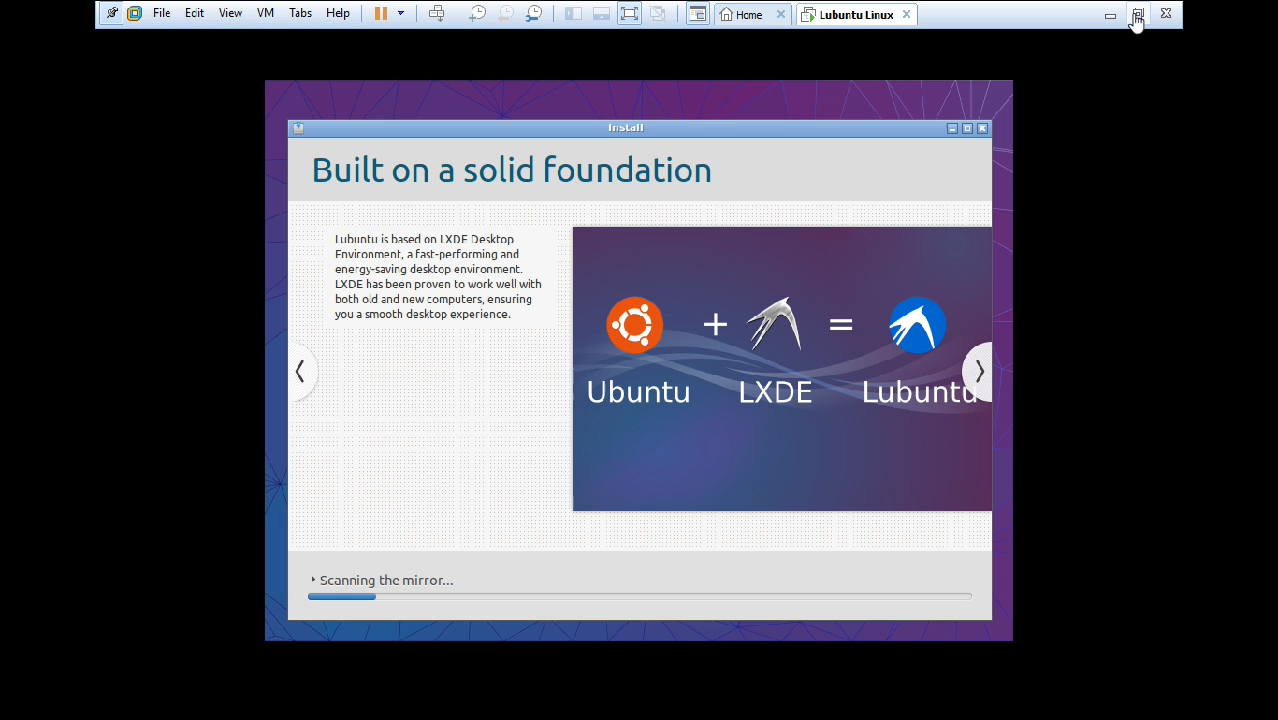 File Edit View VM Tabs Help Home Lubuntu Linux
Install
Built on a solid foundation
Lubuntu is based on LXDE Desktop
Environment, a fast-performing and
energy-saving desktop environment.
LXDE has been proven to work well with
both old and new computers, ensuring
you a smooth desktop experience.
+ =
Ubuntu LXDE Lubuntu
Scanning the mirror...